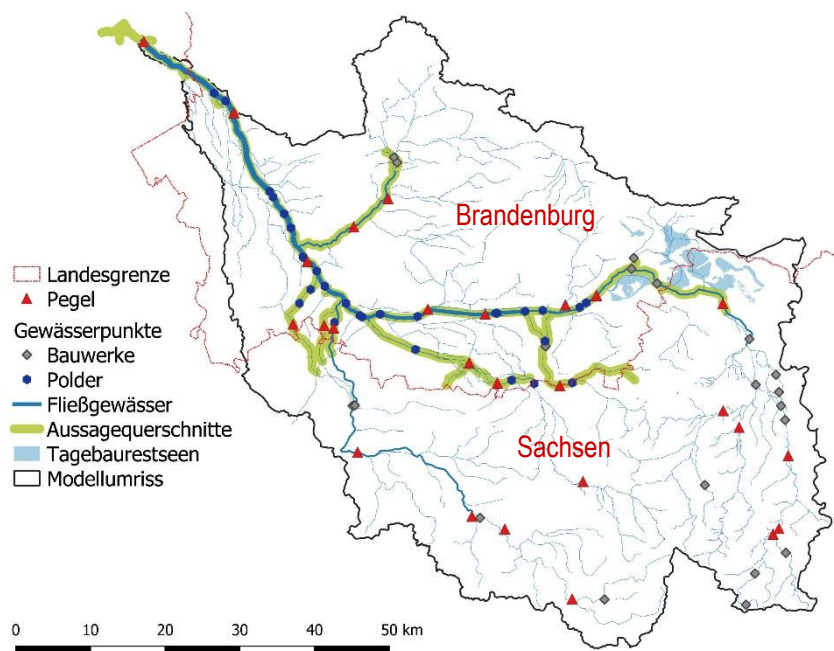 Brandenburg
Landesgrenze
Pegel
Gewässerpunkte
Bauwerke
Polder
Fließgewässer
Aussagequerschnitte
Tagebaurestseen
Modellumriss
Sachsen
0 10 20 30 40 50 km